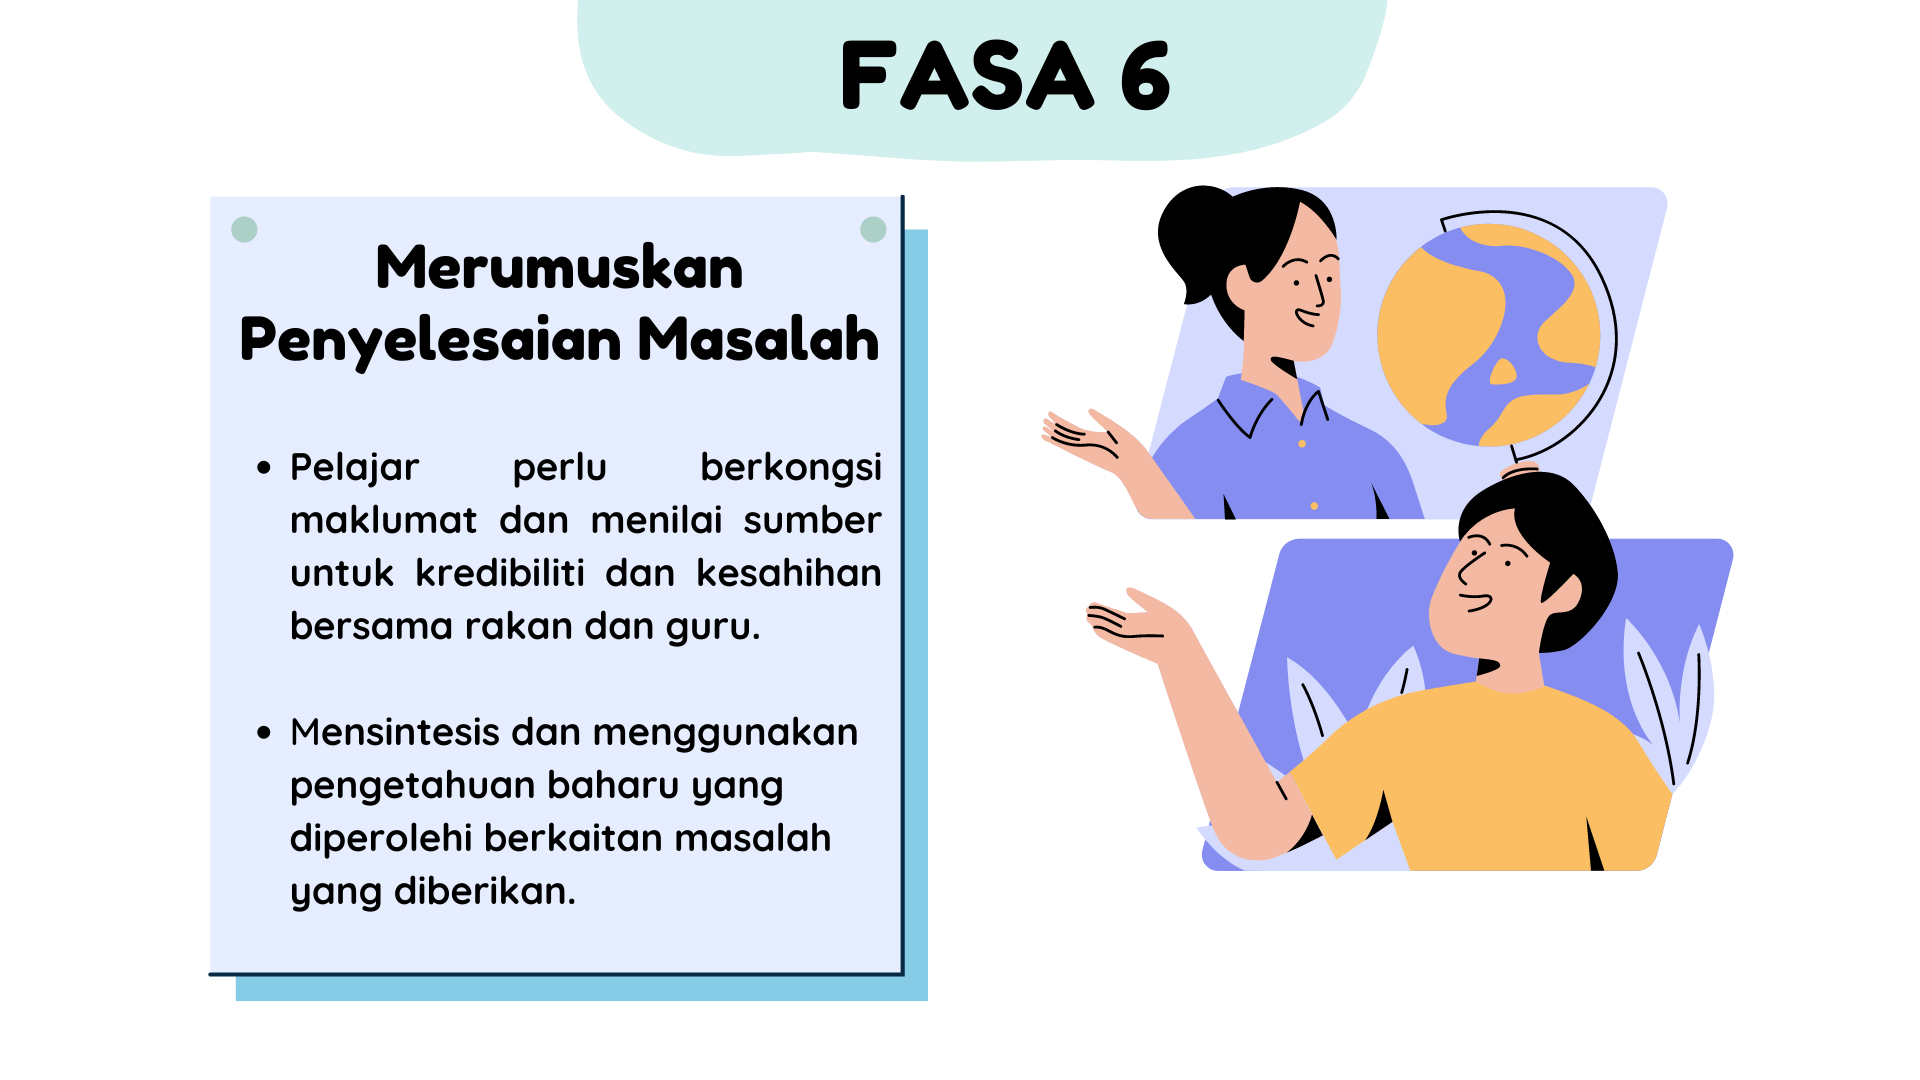 FASA 6
Merumuskan
Penyelesaian Masalah
• Pelajar perlu berkongsi
maklumat dan menilai sumber
untuk kredibiliti dan kesahihan
bersama rakan dan guru.
• Mensintesis dan menggunakan
pengetahuan baharu yang
diperolehi berkaitan masalah
yang diberikan.